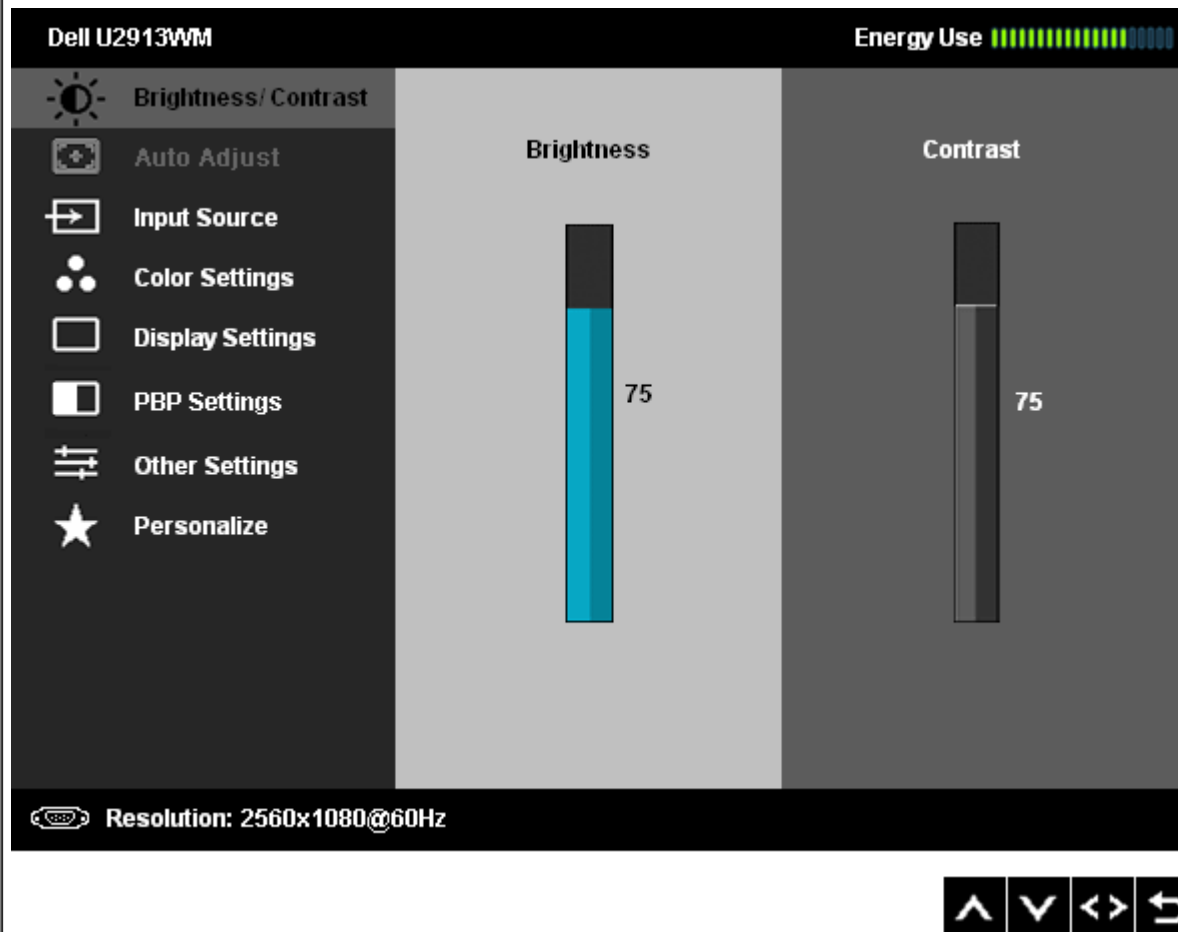 Dell U2913WM
Energy Use
Brightness/Contrast
Auto Adjust
Input Source
Color Settings
Display Settings
PBP Settings
Other Settings
Personalize
Brightness
75
Contrast
75
Resolution: 2560x1080@60Hz